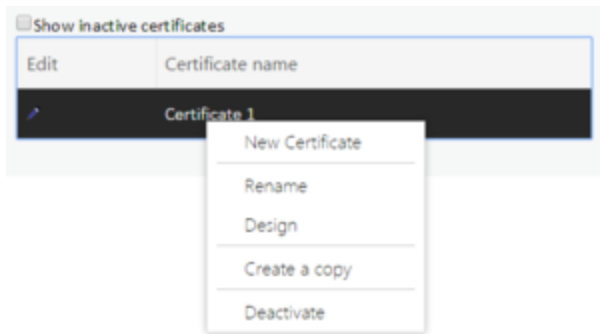 Show inactive certificates
Edit Certificate name
Certificate 1
New Certificate
Rename
Design
Create a copy
Deactivate